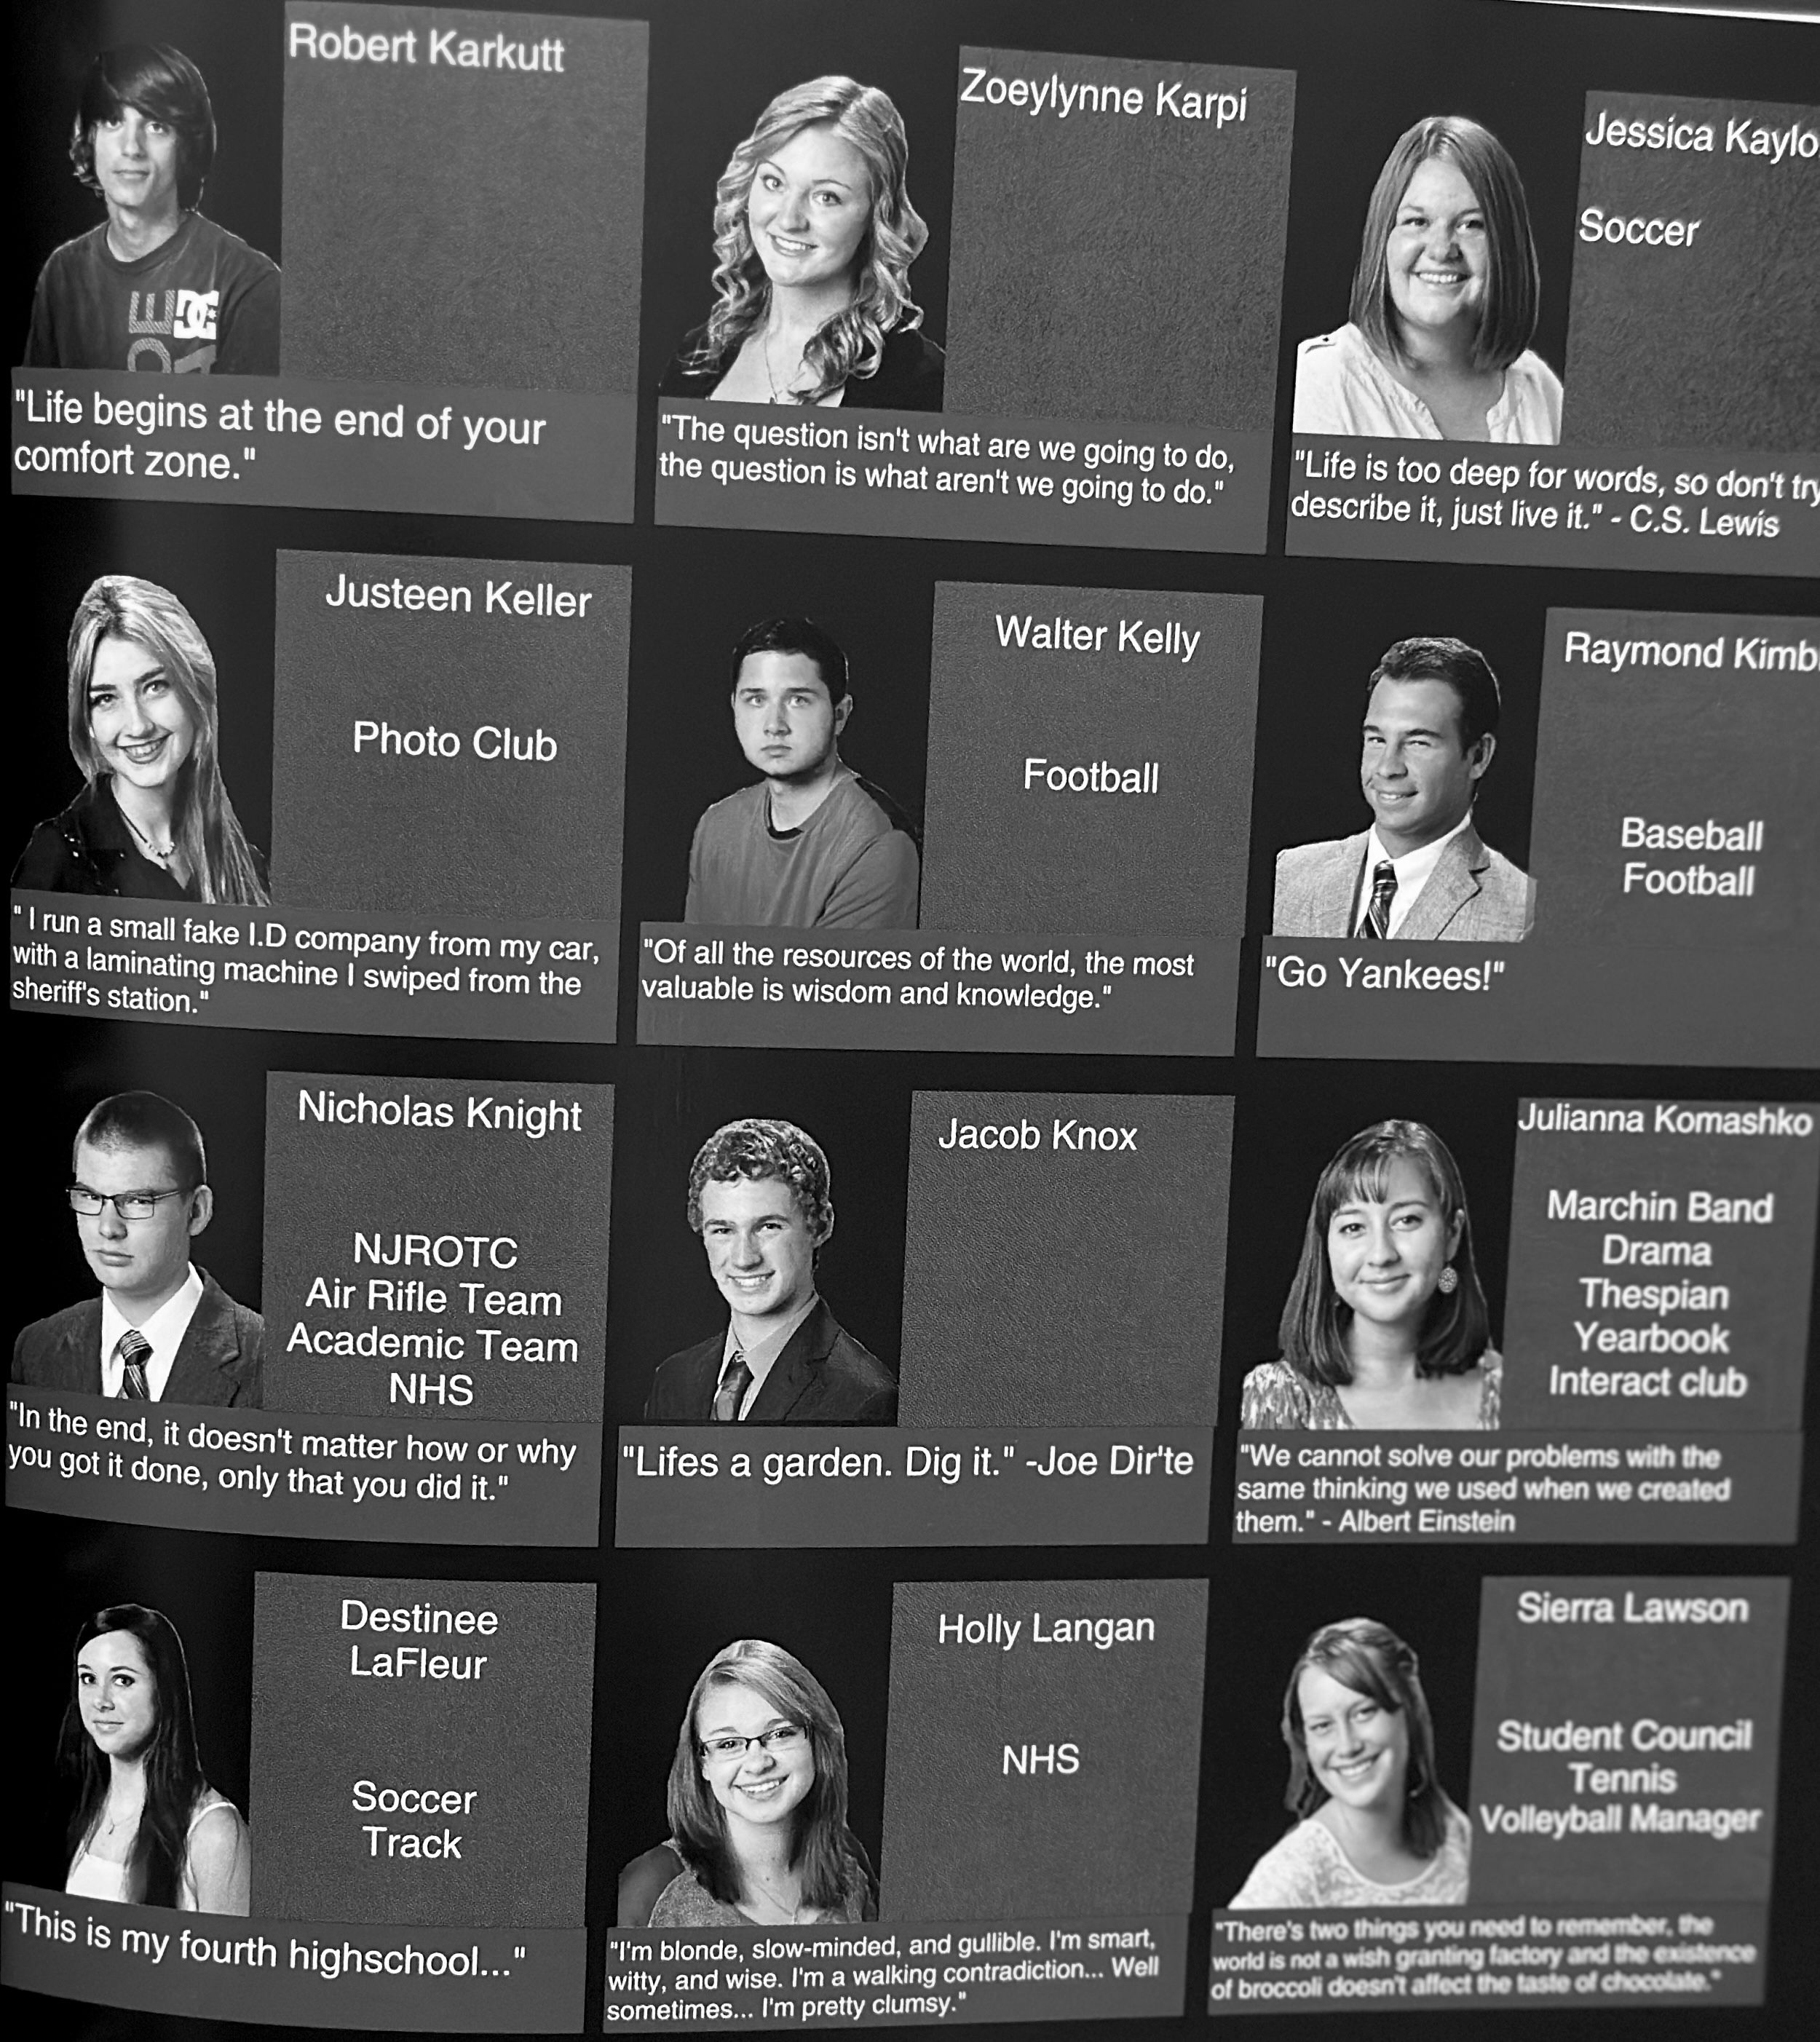 Robert Karkutt
"Life begins at the end of your
comfort zone."
Zoeylynne Karpi
"The question isn't what are we going to do,
the question is what aren't we going to do."
Jessica Kaylo
Soccer
"Life is too deep for words, so don't try
describe it, just live it." - C.S. Lewis
Justeen Keller
Photo Club
" I run a small fake I.D company from my car,
with a laminating machine I swiped from the
sheriff's station."
Walter Kelly
Football
"Of all the resources of the world, the most
valuable is wisdom and knowledge."
Raymond Kimb
Baseball
Football
"Go Yankees!"
Nicholas Knight
NJROTC
Air Rifle Team
Academic Team
NHS
"In the end, it doesn't matter how or why
you got it done, only that you did it."
Jacob Knox
"Lifes a garden. Dig it." -Joe Dir'te
Julianna Komashko
Marchin Band
Drama
Thespian
Yearbook
Interact club
"We cannot solve our problems with the
same thinking we used when we created
them." - Albert Einstein
Destinee
LaFleur
Soccer
Track
"This is my fourth highschool..."
Holly Langan
NHS
"I'm blonde, slow-minded, and gullible. I'm smart,
witty, and wise. I'm a walking contradiction... Well
sometimes... I'm pretty clumsy."
Sierra Lawson
Student Council
Tennis
Volleyball Manager
"There's two things you need to remember, the
world is not a wish granting factory and the existence
of broccoli doesn't affect the taste of chocolate."
DC